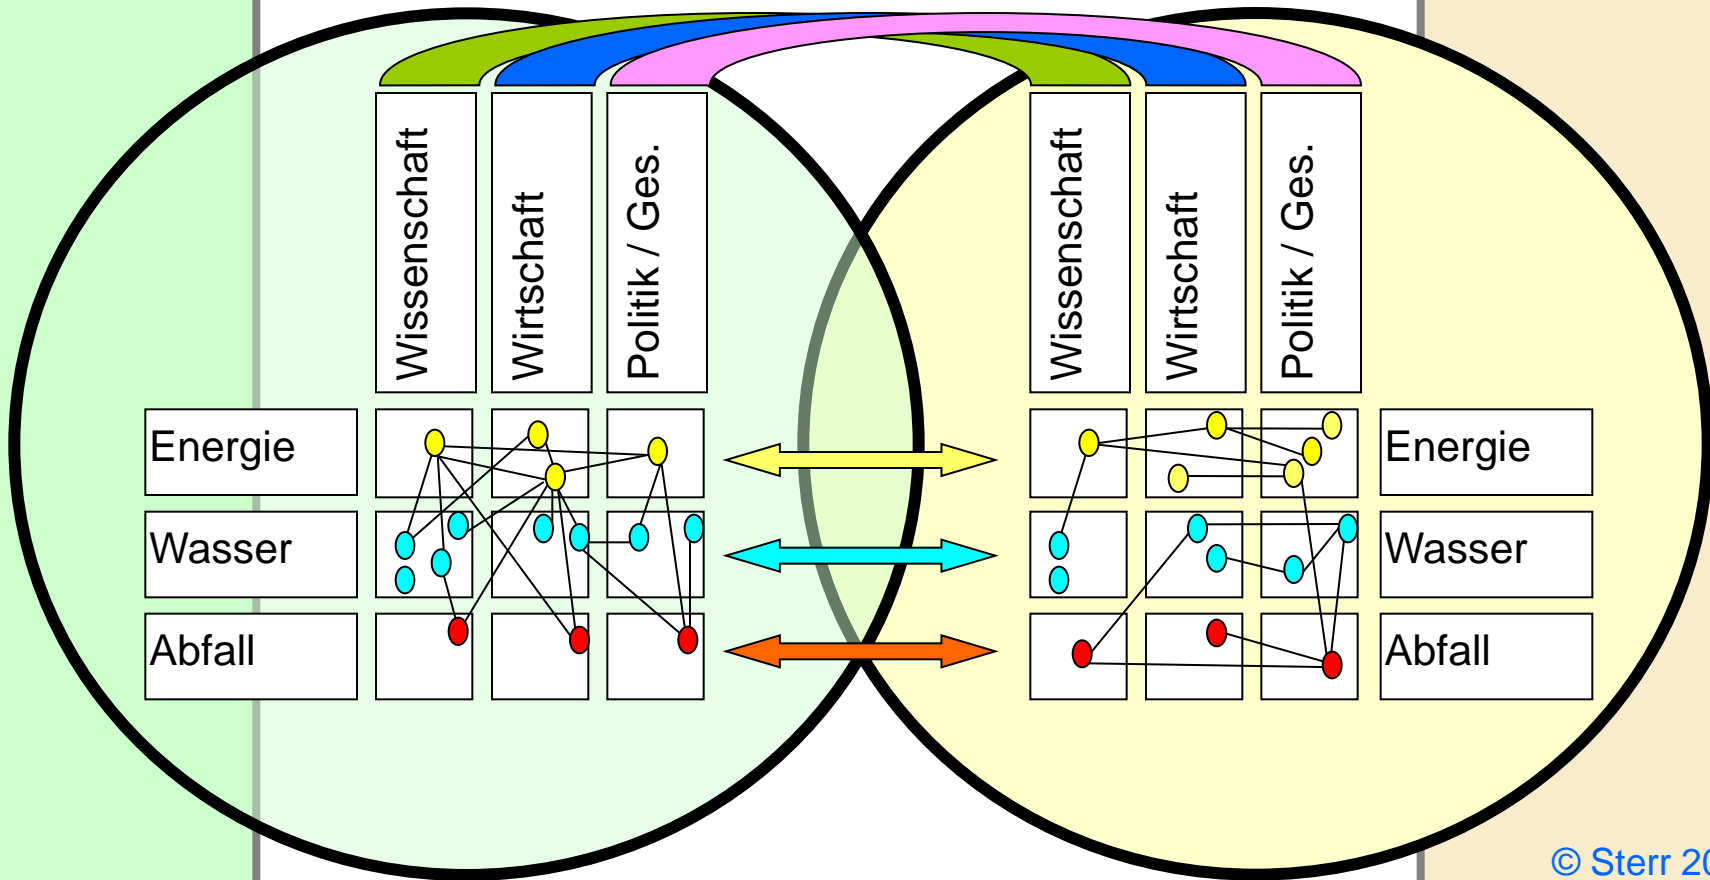 Wissenschaft
Wirtschaft
Politik / Ges.
Wissenschaft
Wirtschaft
Politik / Ges.
Energie
Energie
Wasser
Wasser
Abfall
Abfall
© Sterr